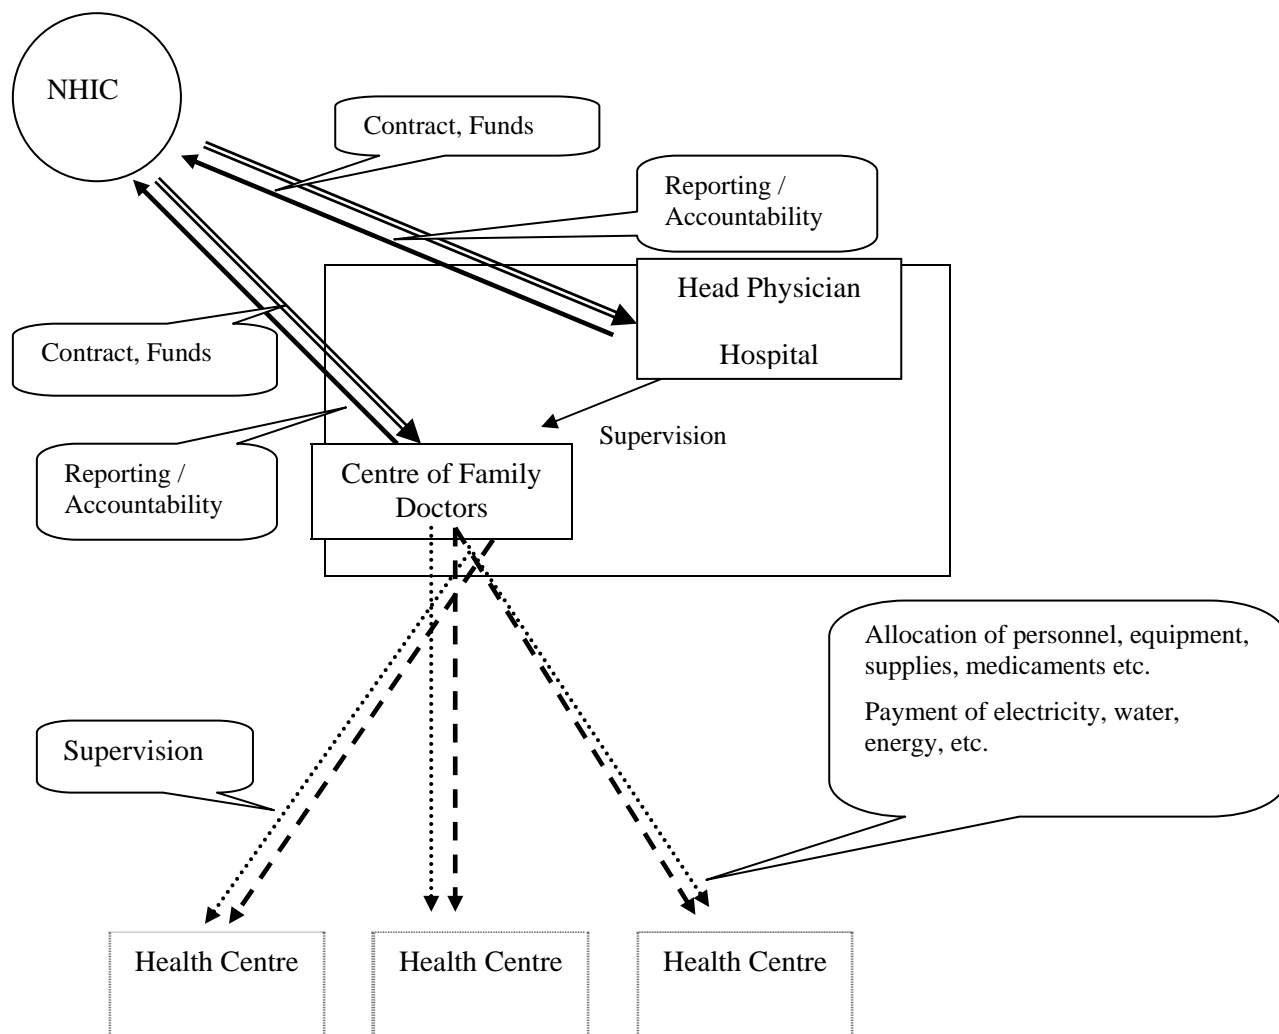 NHIC
Contract, Funds
Reporting /
Accountability
Head Physician
Hospital
Contract, Funds
Supervision
Reporting /
Accountability
Centre of Family
Doctors
Allocation of personnel, equipment,
supplies, medicaments etc.
Payment of electricity, water,
energy, etc.
Supervision
Health Centre
Health Centre
Health Centre